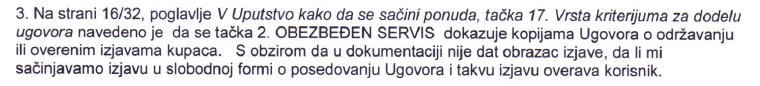 3. Na strani 16/32, poglavlje V Uputstvo kako da se sačini ponuda, tačka 17. Vrsta kriterijuma za dodelu
ugovora navedeno je da se tačka 2. OBEZBEĐEN SERVIS dokazuje kopijama Ugovora o održavanju
ili overenim izjavama kupaca. S obzirom da u dokumentaciji nije dat obrazac izjave, da li mi
sačinjavamo izjavu u slobodnoj formi o posedovanju Ugovora i takvu izjavu overava korisnik.